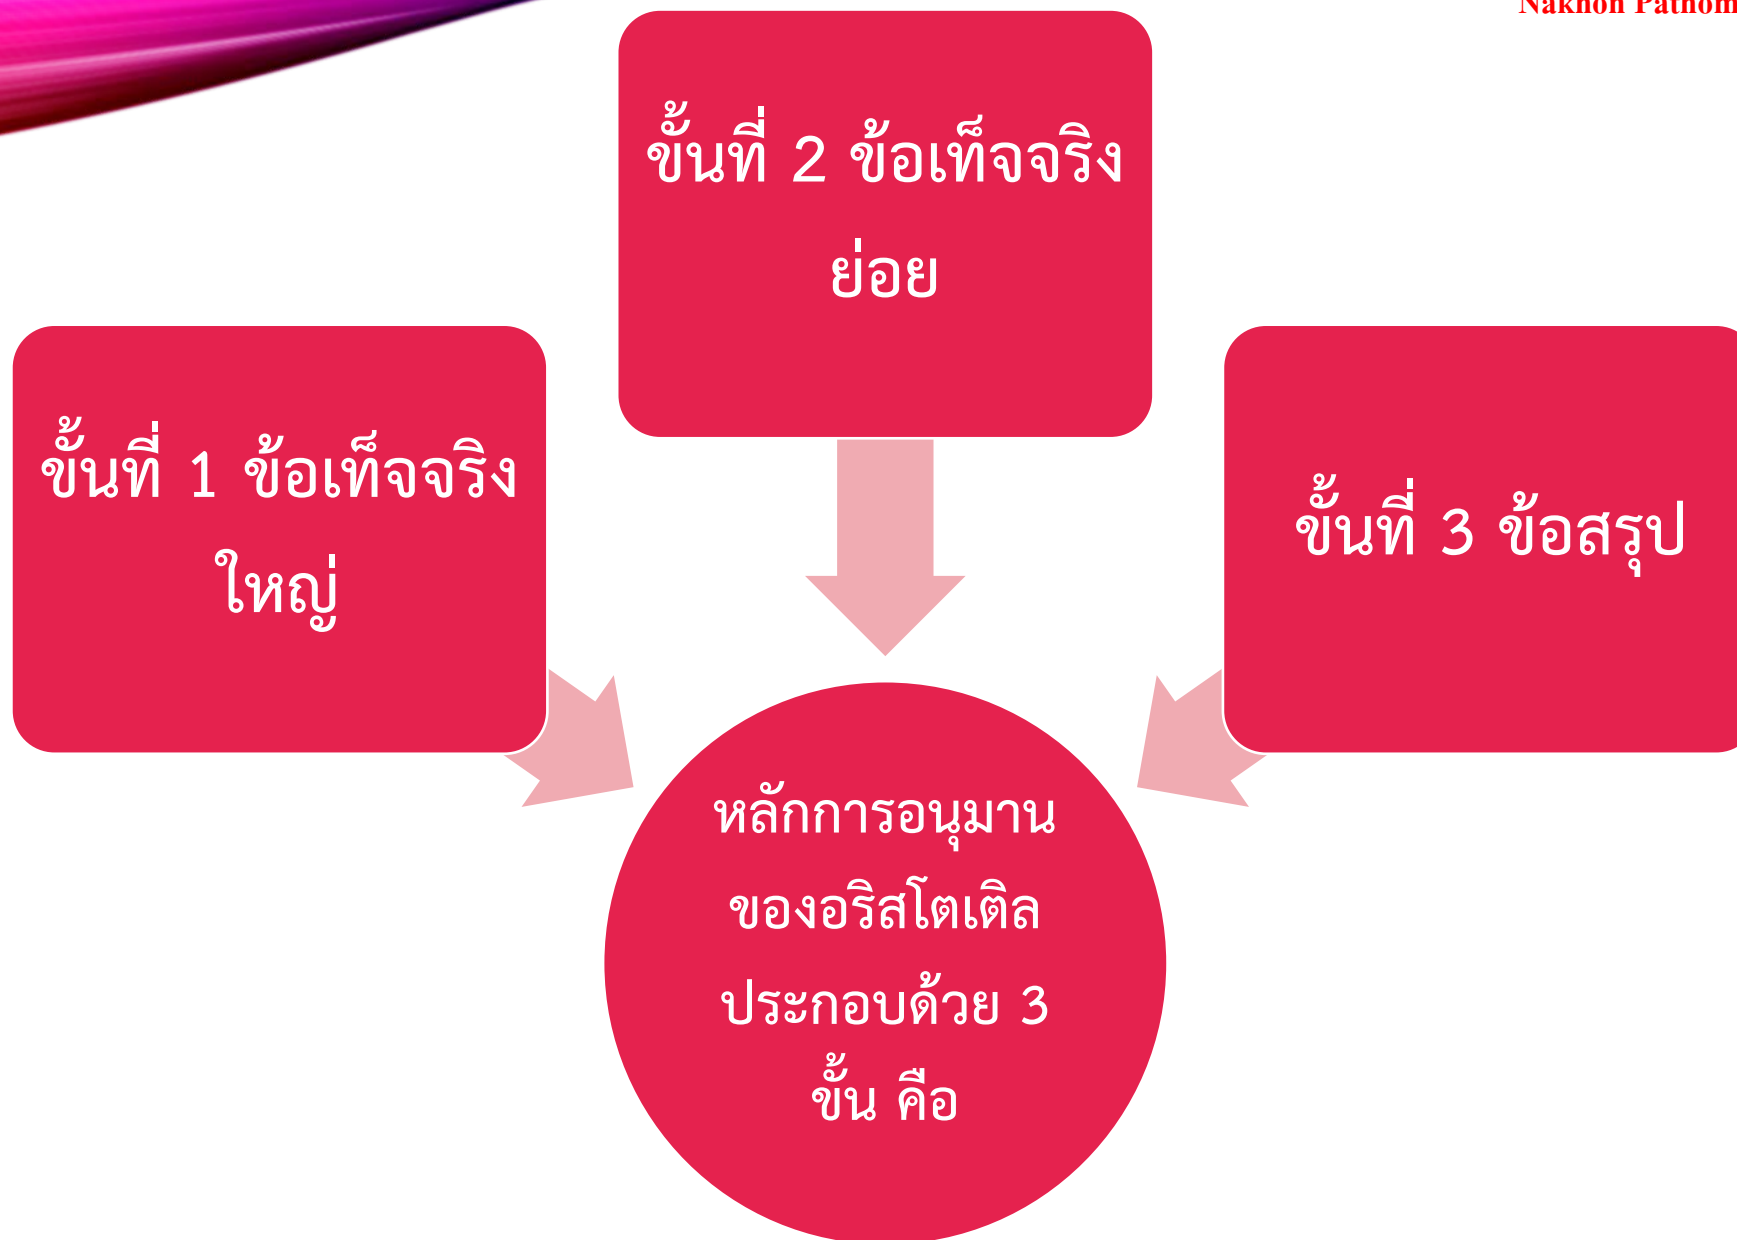 Nakhon Pathom
ขั้นที่ 2 ข้อเท็จจริง
ย่อย
ขั้นที่ 1 ข้อเท็จจริง
ใหญ่
ขั้นที่ 3 ข้อสรุป
หลักการอนุมาน
ของอริสโตเติล
ประกอบด้วย 3
ขั้น คือ